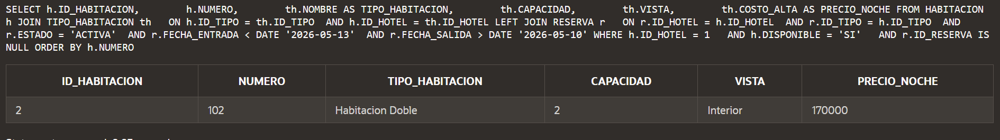 SELECT h.ID_HABITACION,        h.NUMERO,        th.NOMBRE AS TIPO_HABITACION,        th.CAPACIDAD,        th.VISTA,        th.COSTO_ALTA AS PRECIO_NOCHE FROM HABITACION
h JOIN TIPO_HABITACION th   ON h.ID_TIPO = th.ID_TIPO  AND h.ID_HOTEL = th.ID_HOTEL LEFT JOIN RESERVA r   ON r.ID_HOTEL = h.ID_HOTEL  AND r.ID_TIPO = h.ID_TIPO  AND
r.ESTADO = 'ACTIVA'  AND r.FECHA_ENTRADA < DATE '2026-05-13'  AND r.FECHA_SALIDA > DATE '2026-05-10' WHERE h.ID_HOTEL = 1   AND h.DISPONIBLE = 'SI'   AND r.ID_RESERVA IS
NULL ORDER BY h.NUMERO
ID_HABITACION NUMERO TIPO_HABITACION CAPACIDAD VISTA PRECIO_NOCHE
2 102 Habitacion Doble 2 Interior 170000